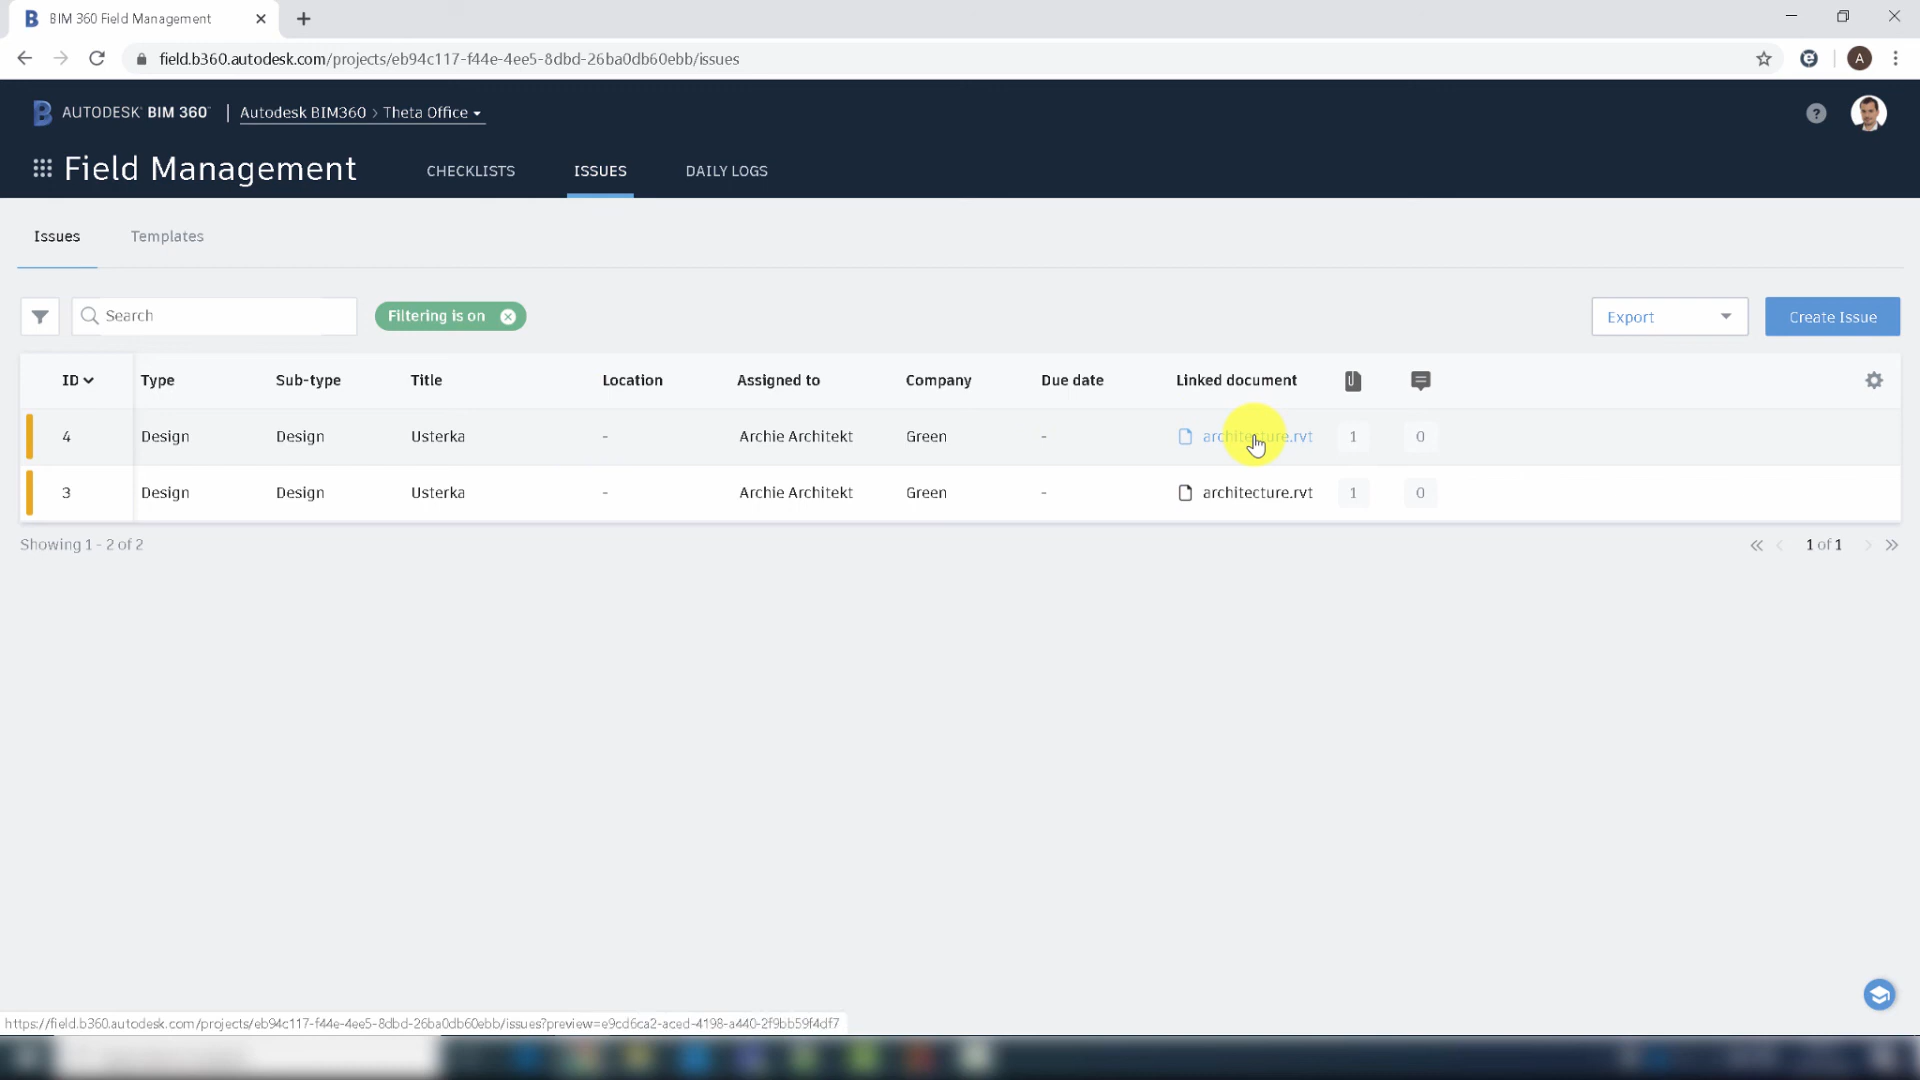 BIM 360 Field Management
field.b360.autodesk.com/projects/eb94c117-f44e-4ee5-8dbd-26ba0db60ebb/issues
A
AUTODESK® BIM 360™ Autodesk BIM360 > Theta Office
?
Field Management CHECKLISTS ISSUES DAILY LOGS
Issues Templates
Search Filtering is on Export Create Issue
ID Type Sub-type Title Location Assigned to Company Due date Linked document
4 Design Design Usterka - Archie Architekt Green - architecture.rvt 1 0
3 Design Design Usterka - Archie Architekt Green - architecture.rvt 1 0
Showing 1 - 2 of 2 1 of 1
https://field.b360.autodesk.com/projects/eb94c117-f44e-4ee5-8dbd-26ba0db60ebb/issues?preview=e9cd6ca2-aced-4198-a440-2f9bb59f4df7